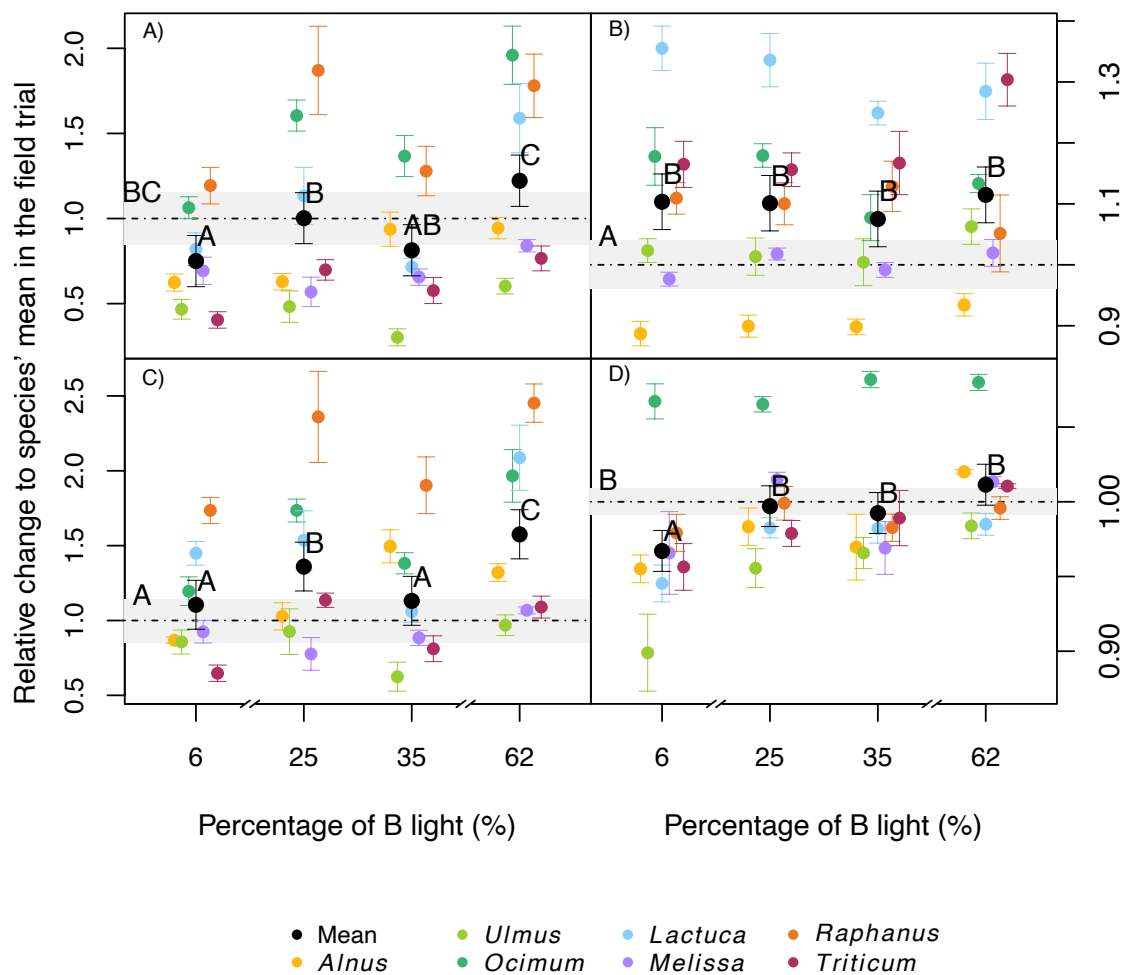 Relative change to species' mean in the field trial
A)
2.0
1.5
1.0
0.5
BC
A
B
AB
C
B)
1.3
1.1
0.9
A
B
B
B
B
C)
2.5
2.0
1.5
1.0
0.5
A
A
B
A
C
D)
1.00
0.90
B
A
B
B
B
6 25 35 62 6 25 35 62
Percentage of B light (%) Percentage of B light (%)
Mean Ulmus Lactuca Raphanus
Alnus Ocimum Melissa Triticum